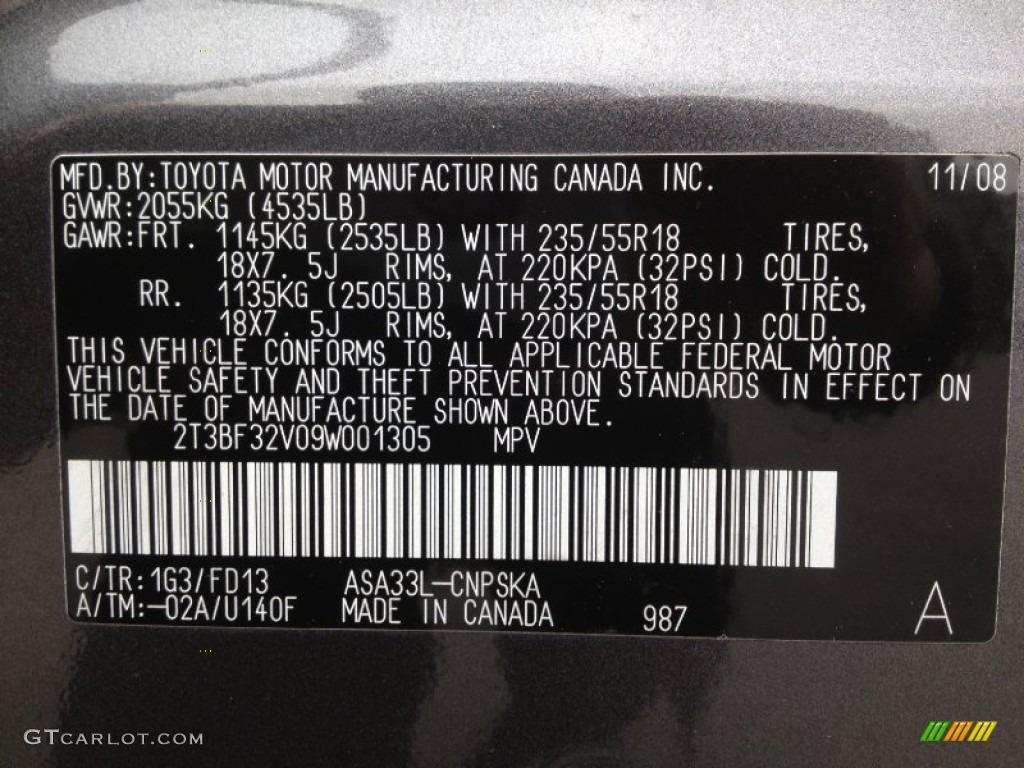 MFD.BY:TOYOTA MOTOR MANUFACTURING CANADA INC. 11/08
GVWR:2055KG (4535LB)
GAWR:FRT. 1145KG (2535LB) WITH 235/55R18 TIRES,
18X7. 5J RIMS, AT 220KPA (32PSI) COLD.
RR. 1135KG (2505LB) WITH 235/55R18 TIRES,
18X7. 5J RIMS, AT 220KPA (32PSI) COLD.
THIS VEHICLE CONFORMS TO ALL APPLICABLE FEDERAL MOTOR
VEHICLE SAFETY AND THEFT PREVENTION STANDARDS IN EFFECT ON
THE DATE OF MANUFACTURE SHOWN ABOVE.
2T3BF32V09W001305 MPV
C/TR:1G3/FD13 ASA33L-CNPSKA
A/TM:-02A/U140F MADE IN CANADA 987 A
GTCARLOT.COM